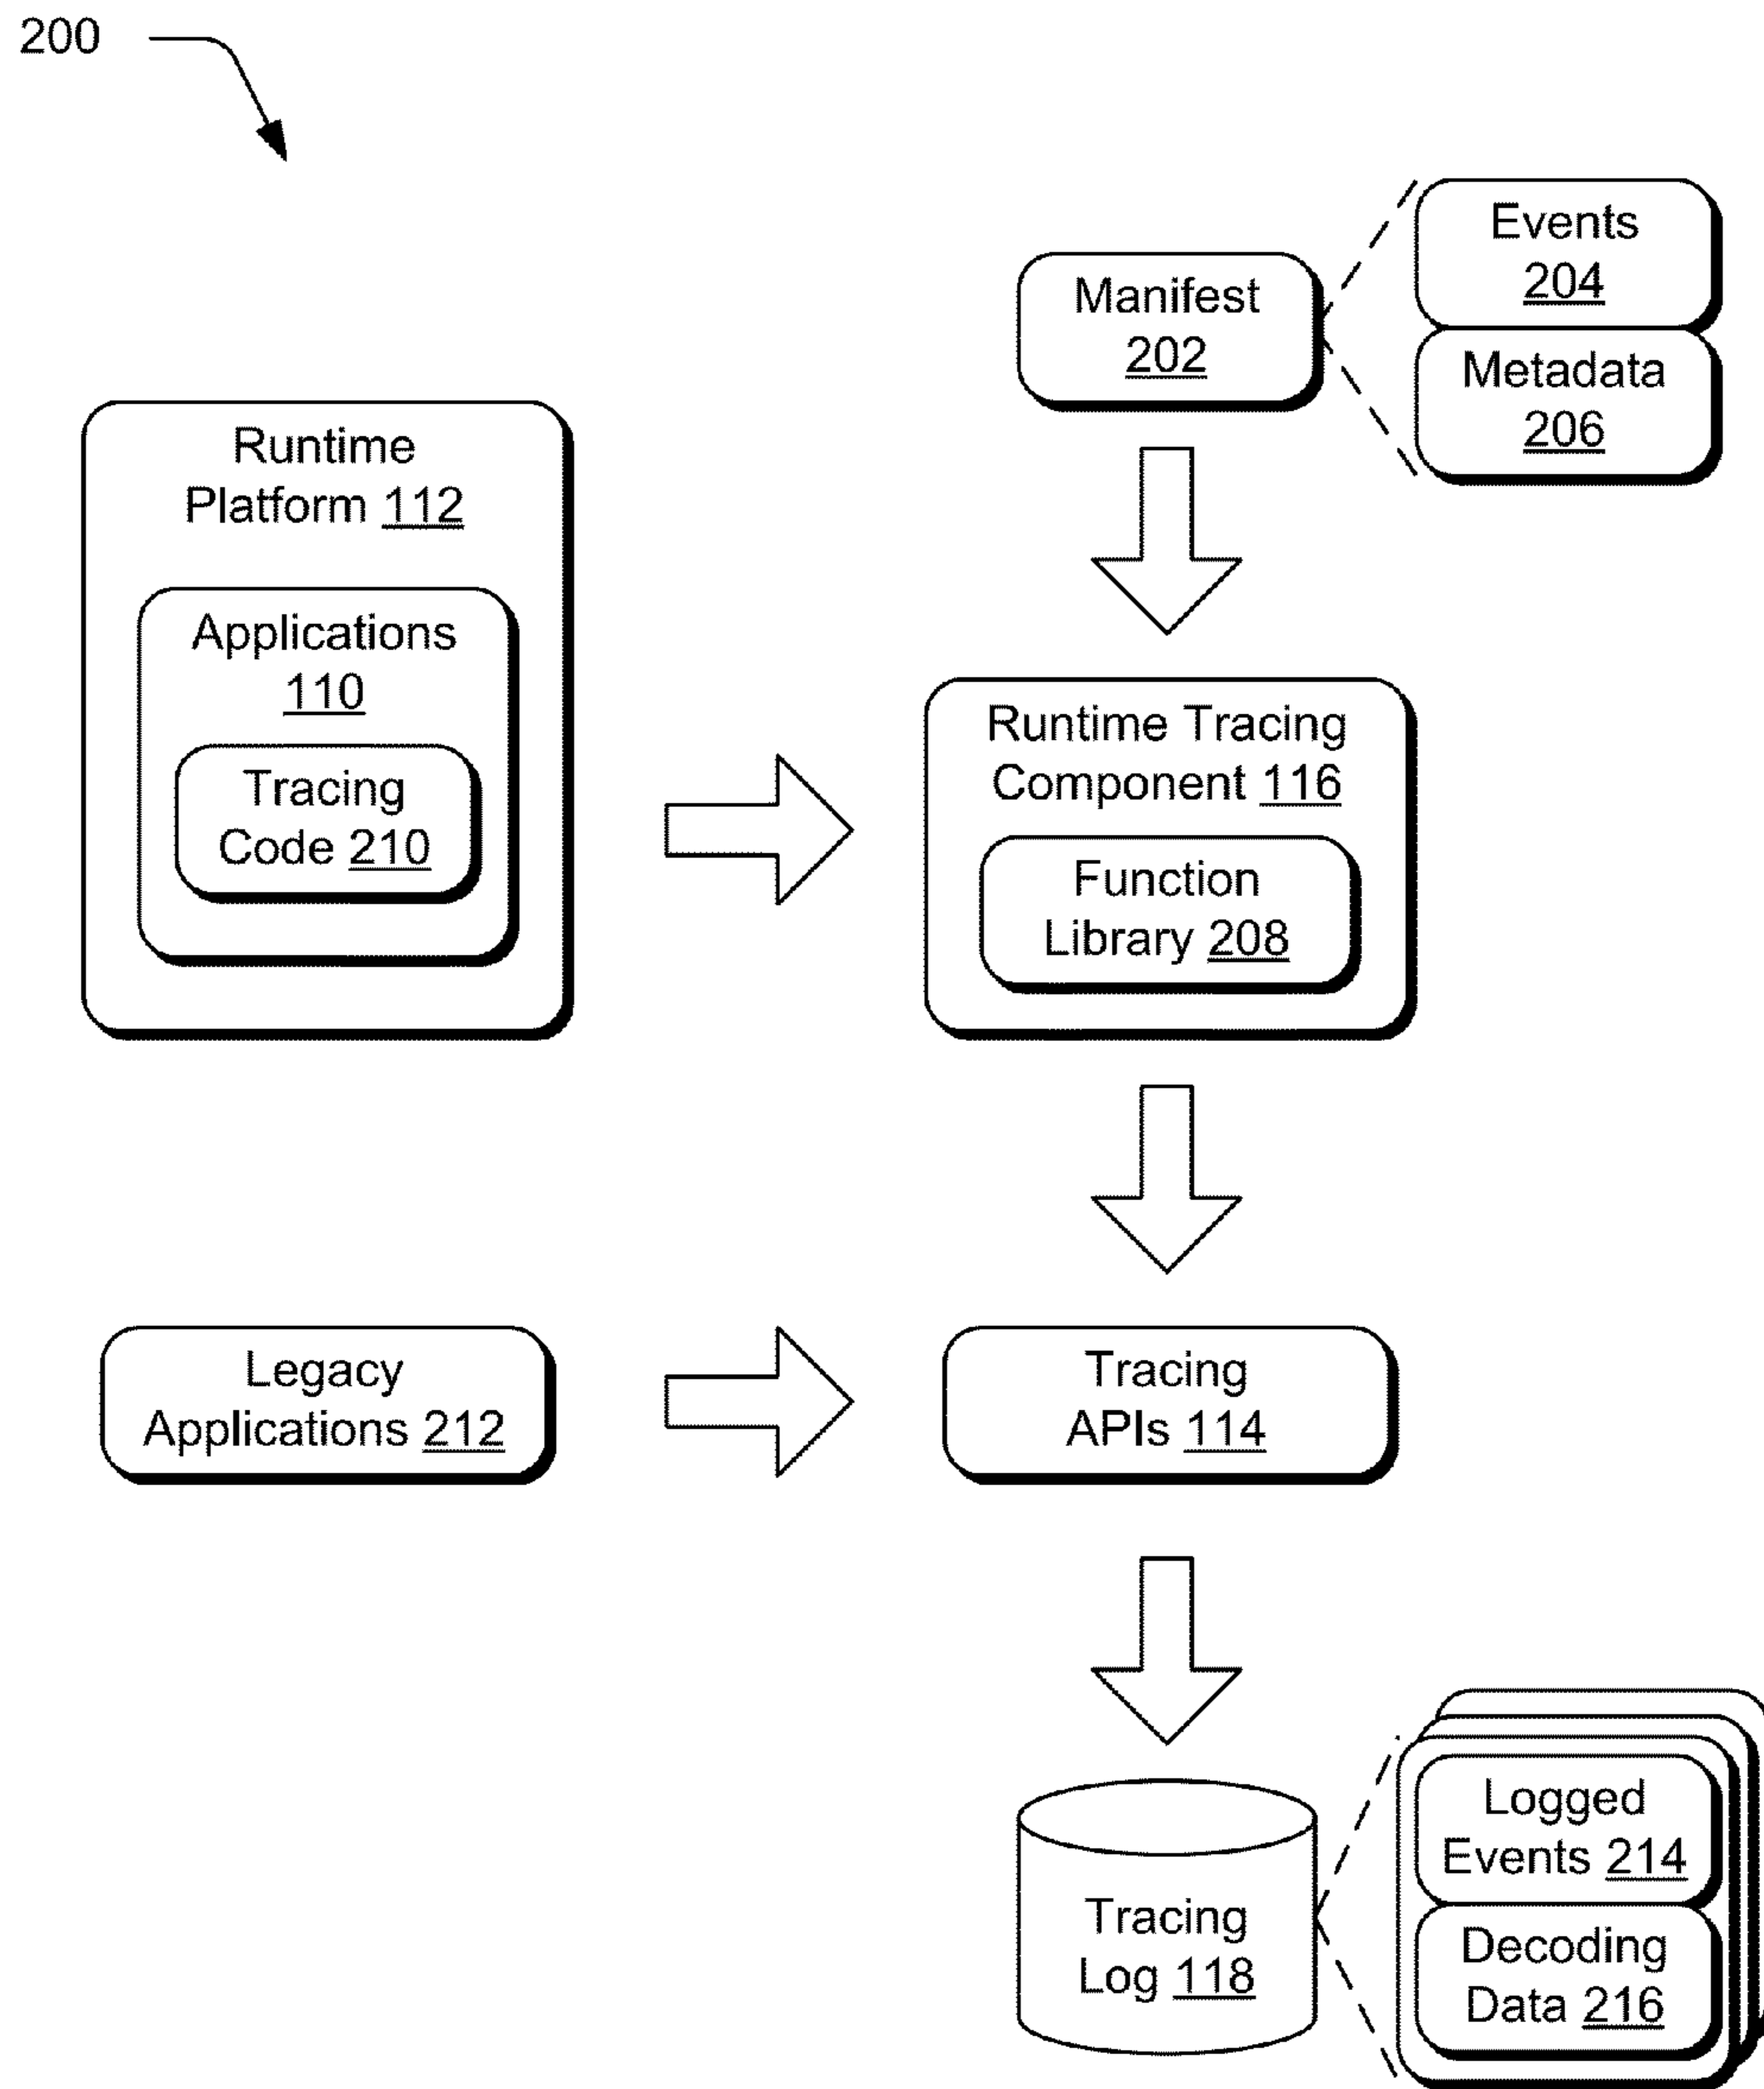 200
Events
204
Manifest
202
Metadata
206
Runtime
Platform 112
Applications
110
Tracing
Code 210
Runtime Tracing
Component 116
Function
Library 208
Legacy
Applications 212
Tracing
APIs 114
Tracing
Log 118
Logged
Events 214
Decoding
Data 216